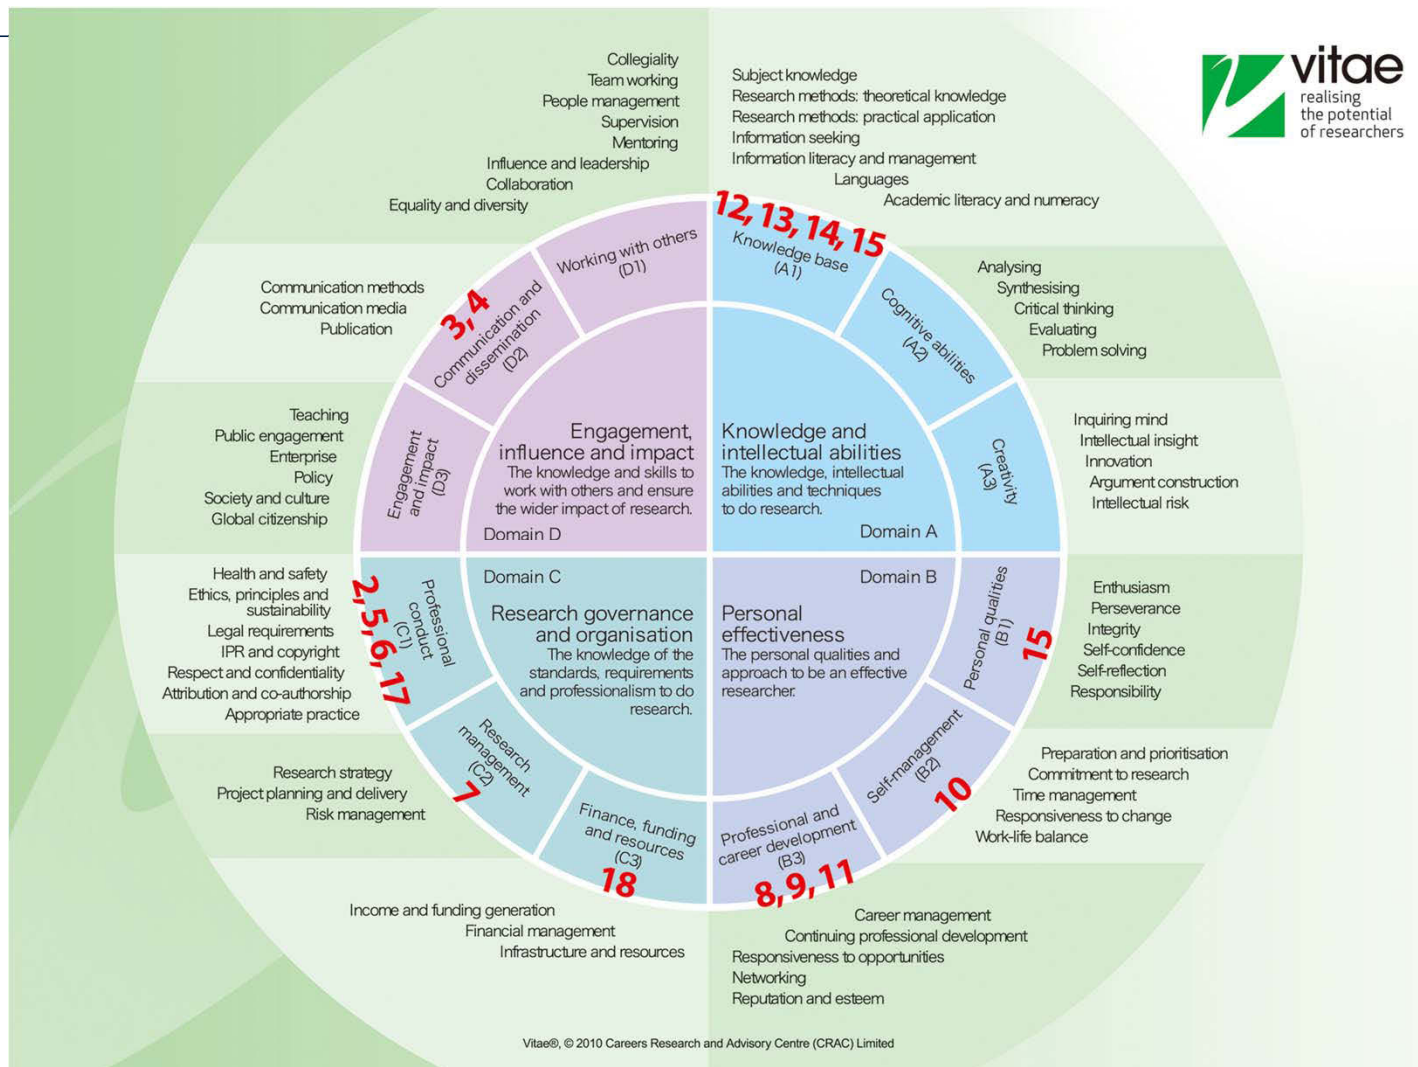 vitae
realising
the potential
of researchers
Collegiality
Team working
People management
Supervision
Mentoring
Influence and leadership
Collaboration
Equality and diversity
Subject knowledge
Research methods: theoretical knowledge
Research methods: practical application
Information seeking
Information literacy and management
Languages
Academic literacy and numeracy
Working with others
(D1)
12, 13, 14, 15
Knowledge base
(A1)
Communication methods
Communication media
Publication
3, 4
Communication and
dissemination
(D2)
Cognitive abilities
(A2)
Analysing
Synthesising
Critical thinking
Evaluating
Problem solving
Teaching
Public engagement
Enterprise
Policy
Society and culture
Global citizenship
Engagement
and impact
(D3)
Engagement,
influence and impact
The knowledge and skills to
work with others and ensure
the wider impact of research.
Domain D
Knowledge and
intellectual abilities
The knowledge, intellectual
abilities and techniques
to do research.
Domain A
Creativity
(A3)
Inquiring mind
Intellectual insight
Innovation
Argument construction
Intellectual risk
Health and safety
Ethics, principles and
sustainability
Legal requirements
IPR and copyright
Respect and confidentiality
Attribution and co-authorship
Appropriate practice
2, 5, 6, 17
Professional
conduct
(C1)
Domain C
Research governance
and organisation
The knowledge of the
standards, requirements
and professionalism to do
research.
Domain B
Personal
effectiveness
The personal qualities and
approach to be an effective
researcher.
Personal qualities
(B1)
15
Enthusiasm
Perseverance
Integrity
Self-confidence
Self-reflection
Responsibility
Research strategy
Project planning and delivery
Risk management
Research
management
(C2)
7
Self-management
(B2)
10
Preparation and prioritisation
Commitment to research
Time management
Responsiveness to change
Work-life balance
Finance, funding
and resources
(C3)
18
Professional and
career development
(B3)
8, 9, 11
Income and funding generation
Financial management
Infrastructure and resources
Career management
Continuing professional development
Responsiveness to opportunities
Networking
Reputation and esteem
Vitae®, © 2010 Careers Research and Advisory Centre (CRAC) Limited